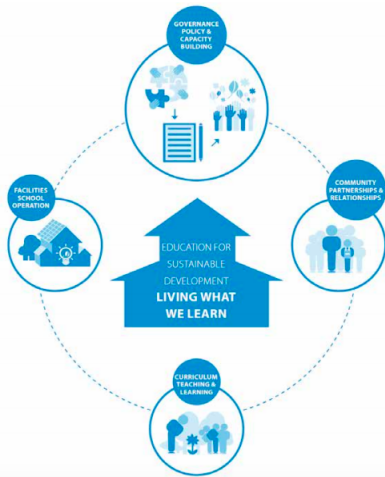 GOVERNANCE
POLICY &
CAPACITY
BUILDING
FACILITIES
SCHOOL
OPERATION
COMMUNITY
PARTNERSHIPS &
RELATIONSHIPS
EDUCATION FOR
SUSTAINABLE
DEVELOPMENT
LIVING WHAT
WE LEARN
CURRICULUM
TEACHING &
LEARNING